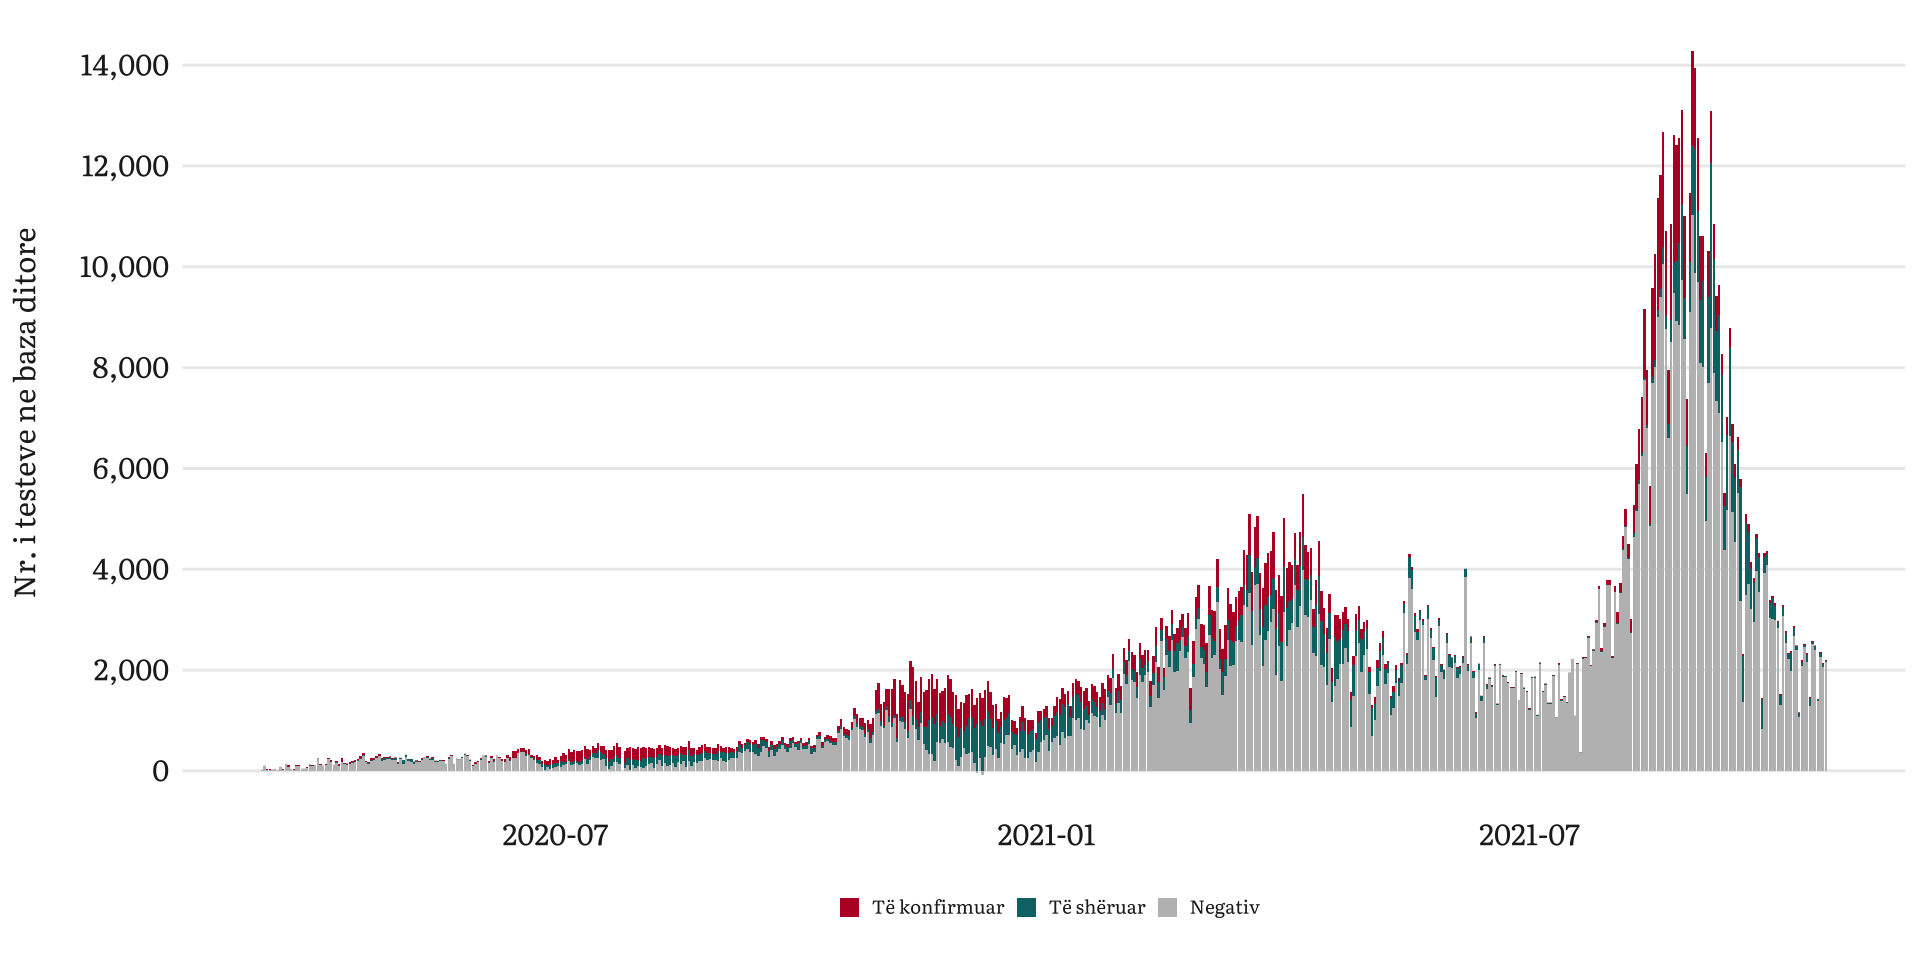 Nr. i testeve ne baza ditore
14,000
12,000
10,000
8,000
6,000
4,000
2,000
0
2020-07 2021-01 2021-07
Të konfirmuar Të shëruar Negativ